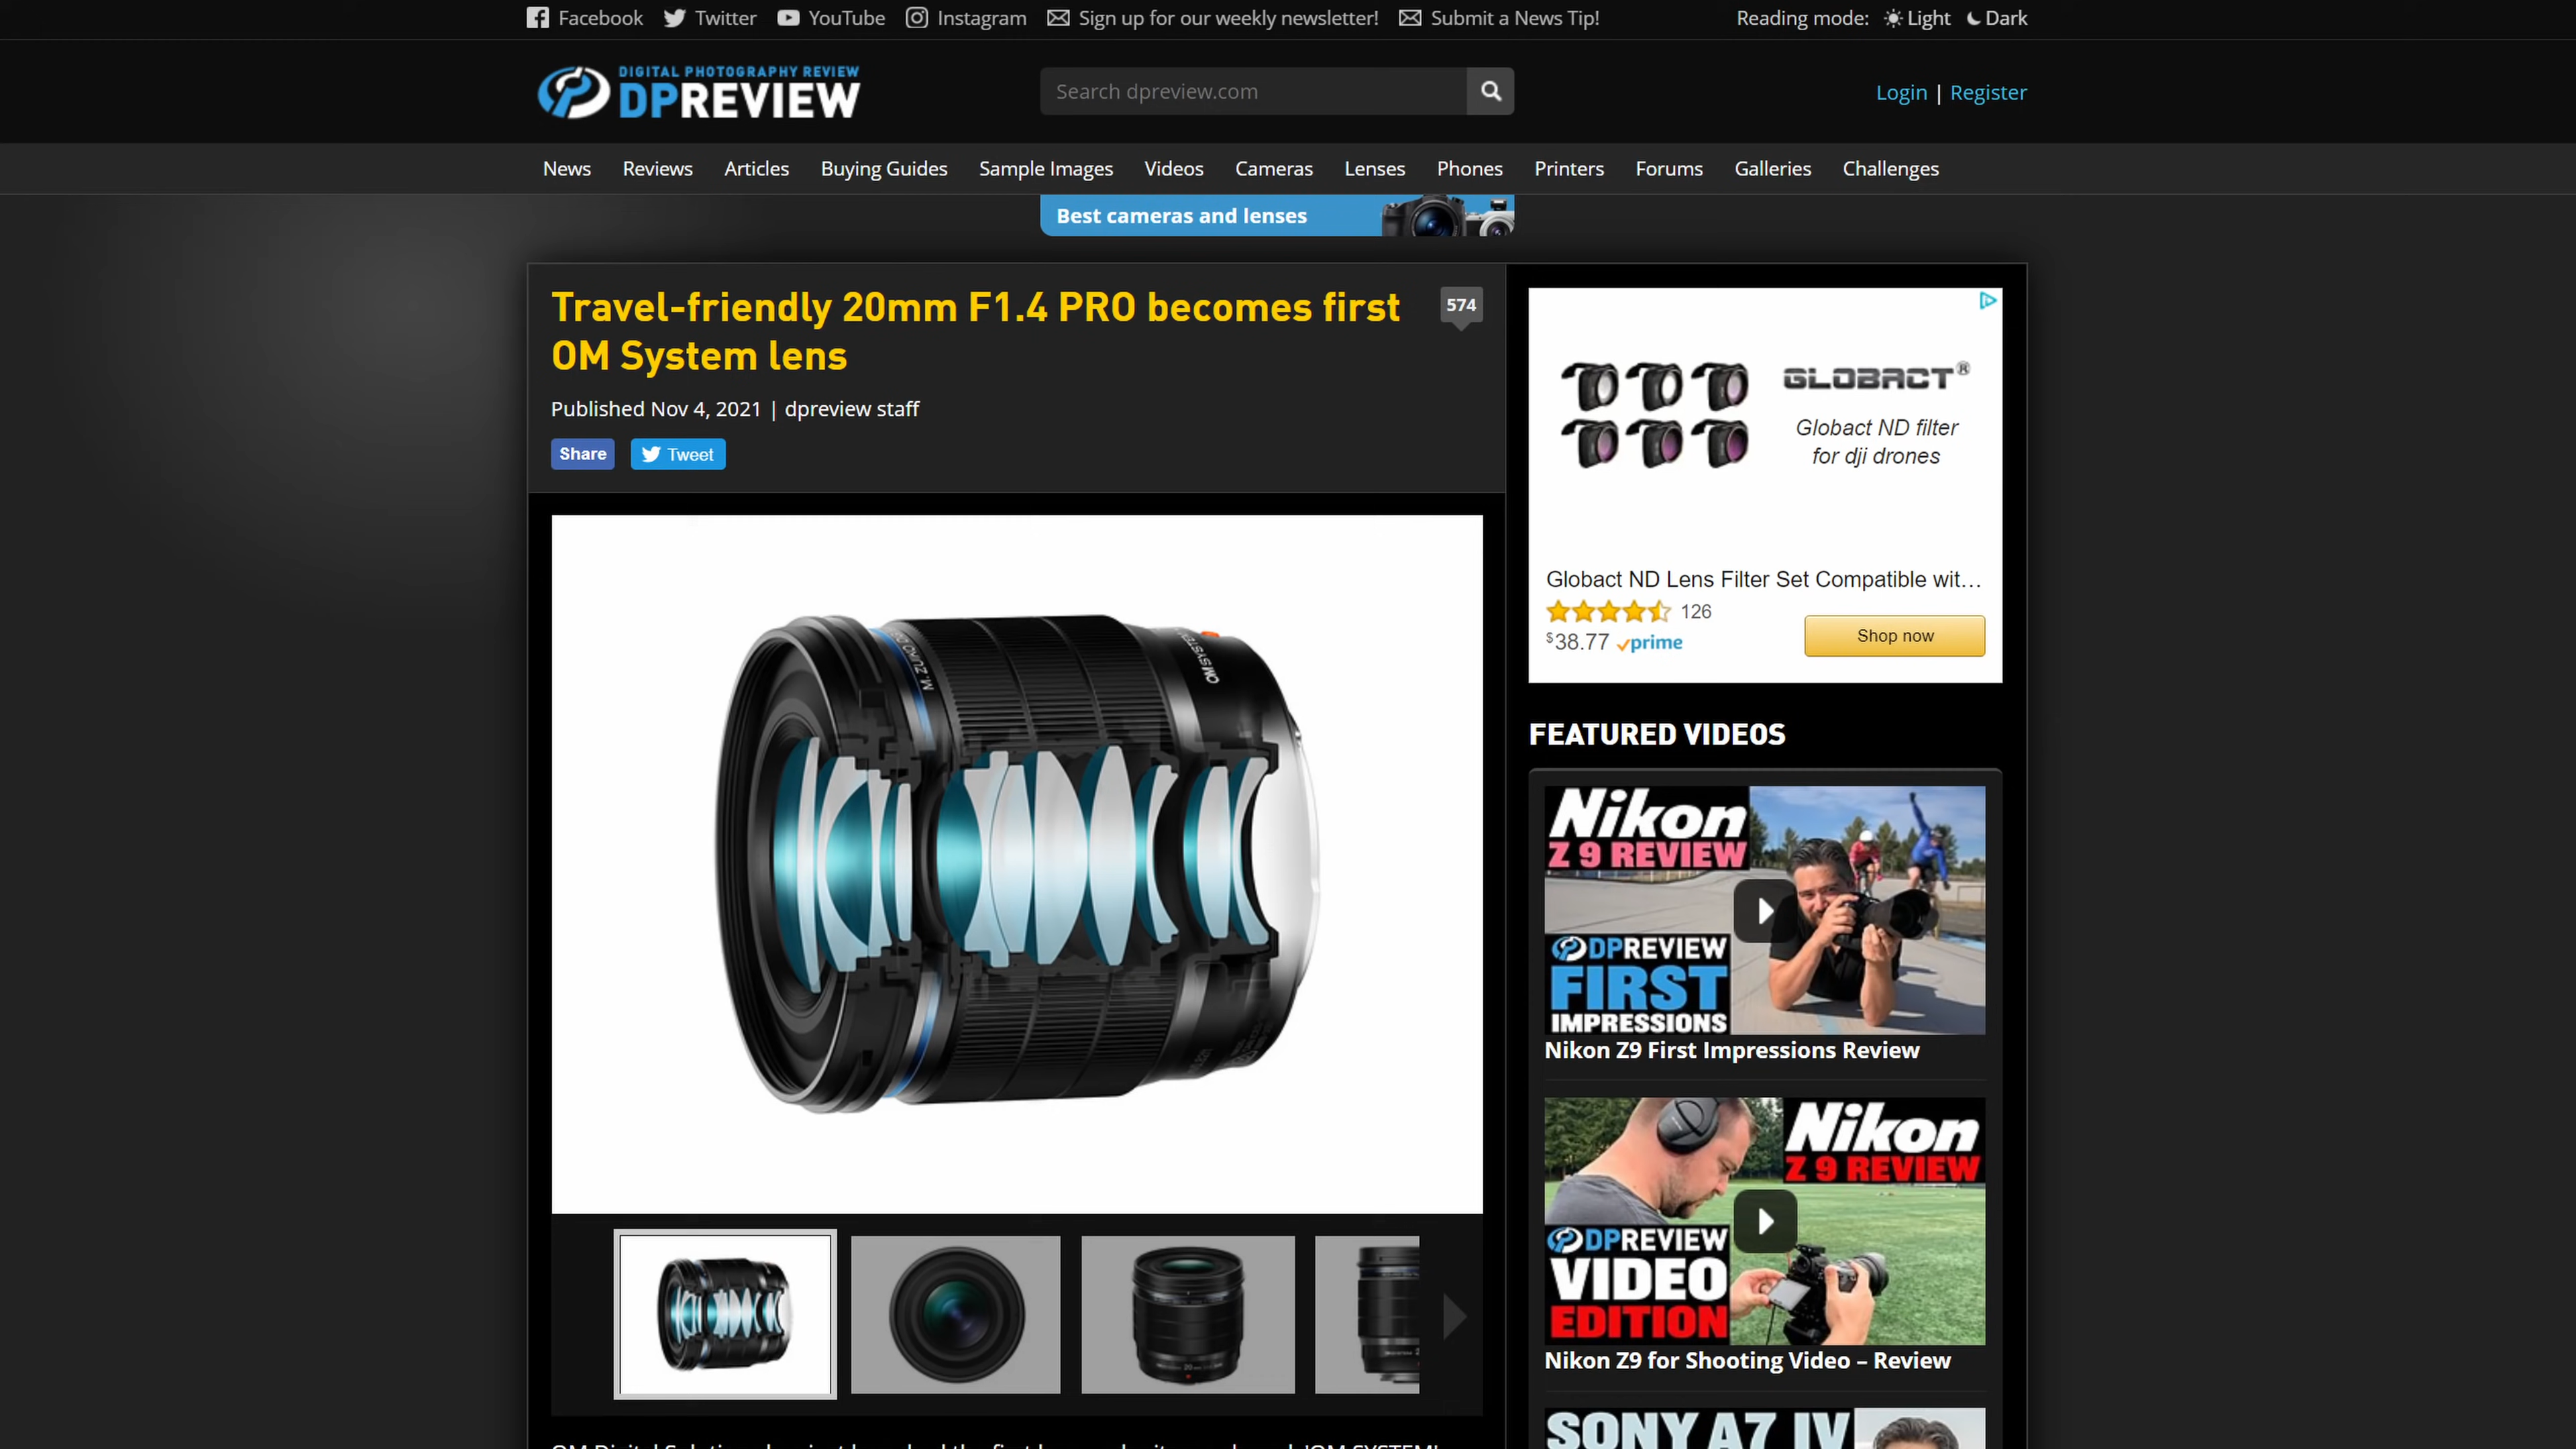 Facebook Twitter YouTube Instagram Sign up for our weekly newsletter! Submit a News Tip! Reading mode: Light Dark
DIGITAL PHOTOGRAPHY REVIEW
DPREVIEW
Search dpreview.com
Login | Register
News Reviews Articles Buying Guides Sample Images Videos Cameras Lenses Phones Printers Forums Galleries Challenges
Best cameras and lenses
Travel-friendly 20mm F1.4 PRO becomes first
OM System lens
574
Published Nov 4, 2021 | dpreview staff
Share Tweet
M.ZUIKO
OM SYSTEM
GLOBACT®
Globact ND filter
for dji drones
Globact ND Lens Filter Set Compatible wit...
126
$38.77 prime
Shop now
FEATURED VIDEOS
Nikon
Z 9 REVIEW
DPREVIEW
FIRST
IMPRESSIONS
Nikon Z9 First Impressions Review
Nikon
Z 9 REVIEW
DPREVIEW
VIDEO
EDITION
Nikon Z9 for Shooting Video – Review
SONY A7 IV